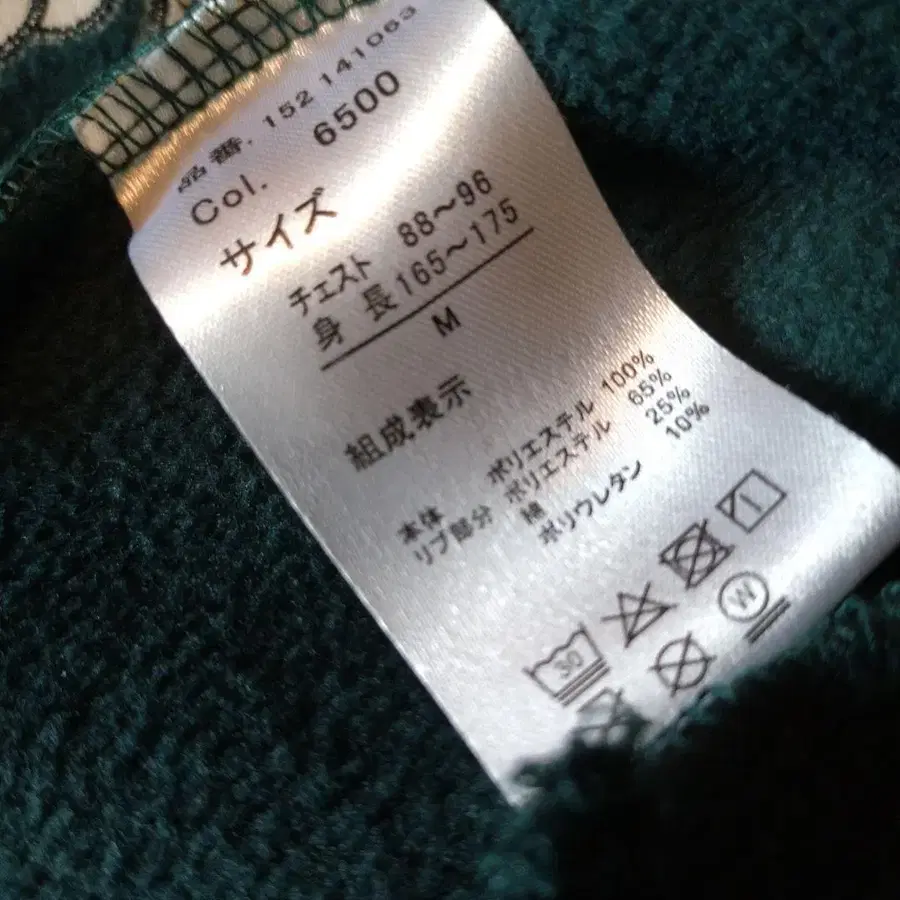 品番. 152 141063
Col. 6500
サイズ
チェスト 88〜96
身 長 165〜175
M
組成表示
本体 ポリエステル 100%
リブ部分 ポリエステル 65%
綿 25%
ポリウレタン 10%
30
W